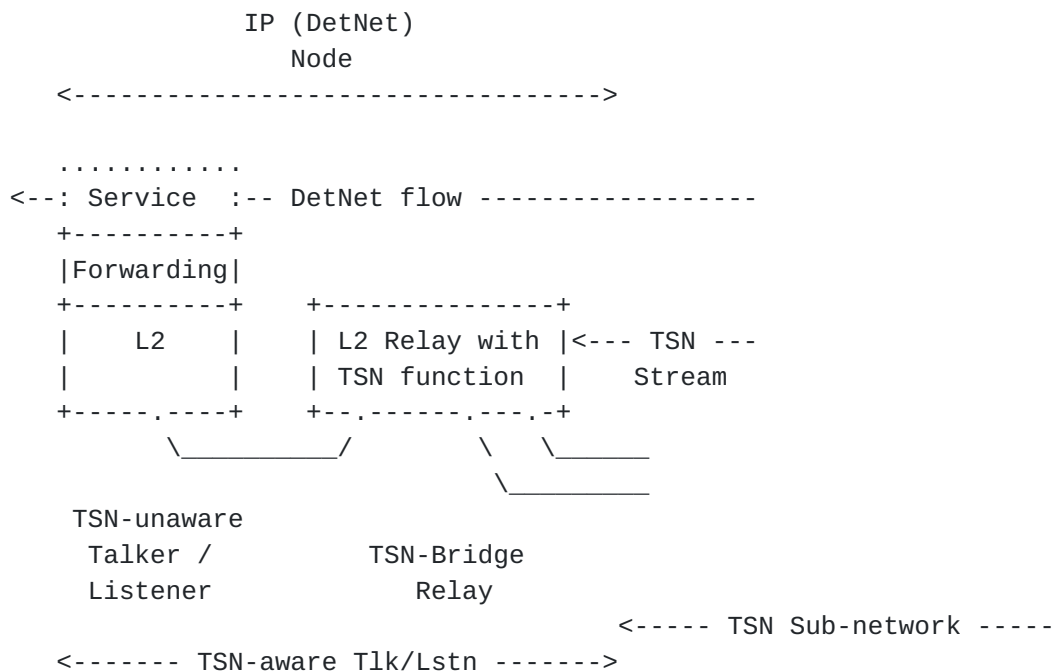 IP (DetNet)
                   Node
    <---------------------------------->

    ............
 <--: Service  :-- DetNet flow ------------------
    +----------+
    |Forwarding|
    +----------+    +---------------+
    |    L2    |    | L2 Relay with |<--- TSN ---
    |          |    | TSN function  |    Stream
    +-----.----+    +--.------.---.-+
           \__________/        \   \______
                                \_________
     TSN-unaware
      Talker /          TSN-Bridge
      Listener             Relay
                                        <----- TSN Sub-network -----
    <------- TSN-aware Tlk/Lstn ------->